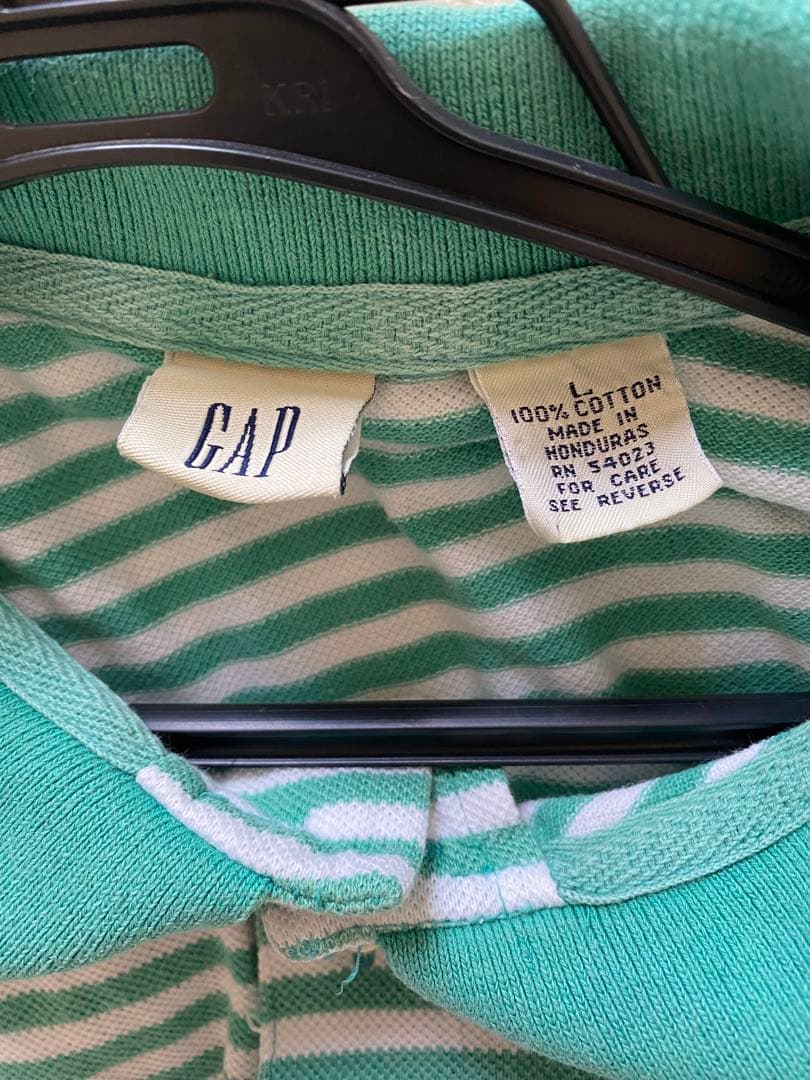 GAP
L
100% COTTON
MADE IN
HONDURAS
RN 54023
FOR CARE
SEE REVERSE